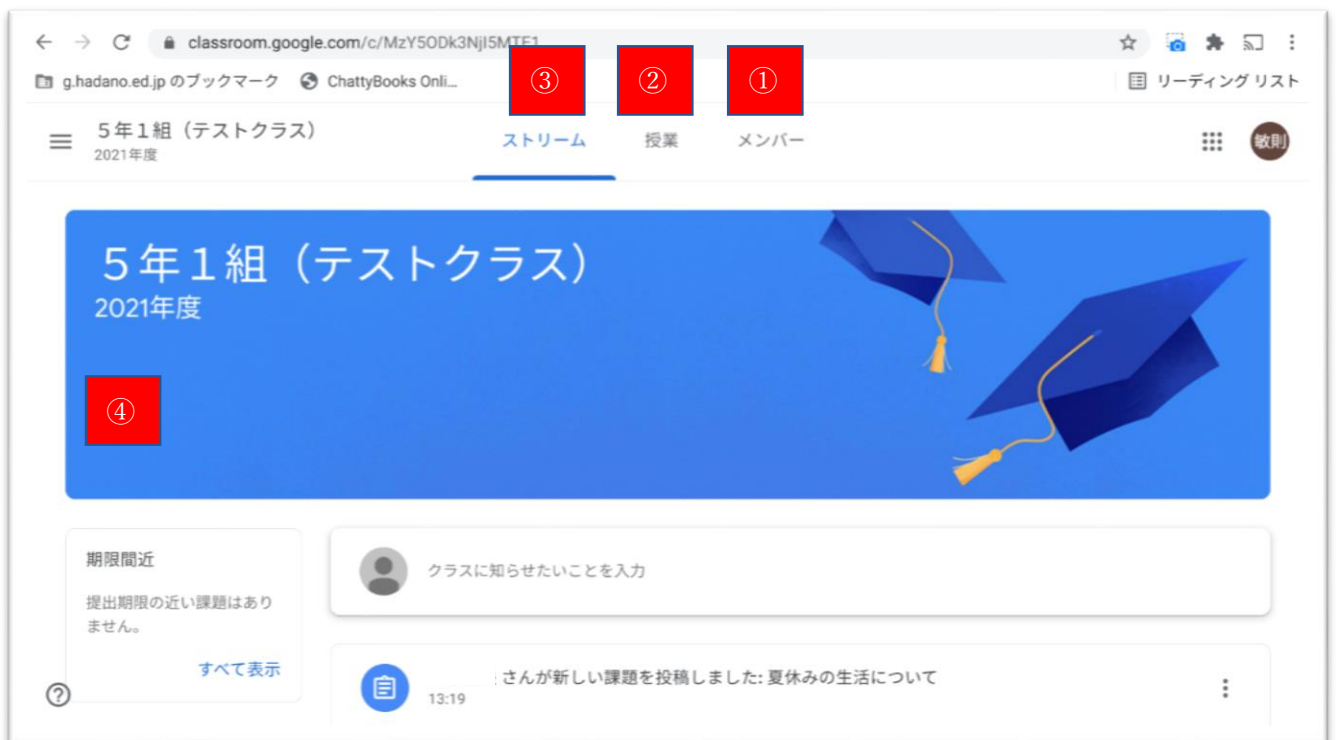 classroom.google.com/c/MzY5ODk3NjI5MTE1
g.hadano.ed.jp のブックマーク ChattyBooks Onli... リーディング リスト
③ ② ①
5年1組（テストクラス）
2021年度
ストリーム 授業 メンバー
敏則
５年１組（テストクラス）
2021年度
④
期限間近
提出期限の近い課題はあり
ません。
すべて表示
クラスに知らせたいことを入力
さんが新しい課題を投稿しました: 夏休みの生活について
13:19